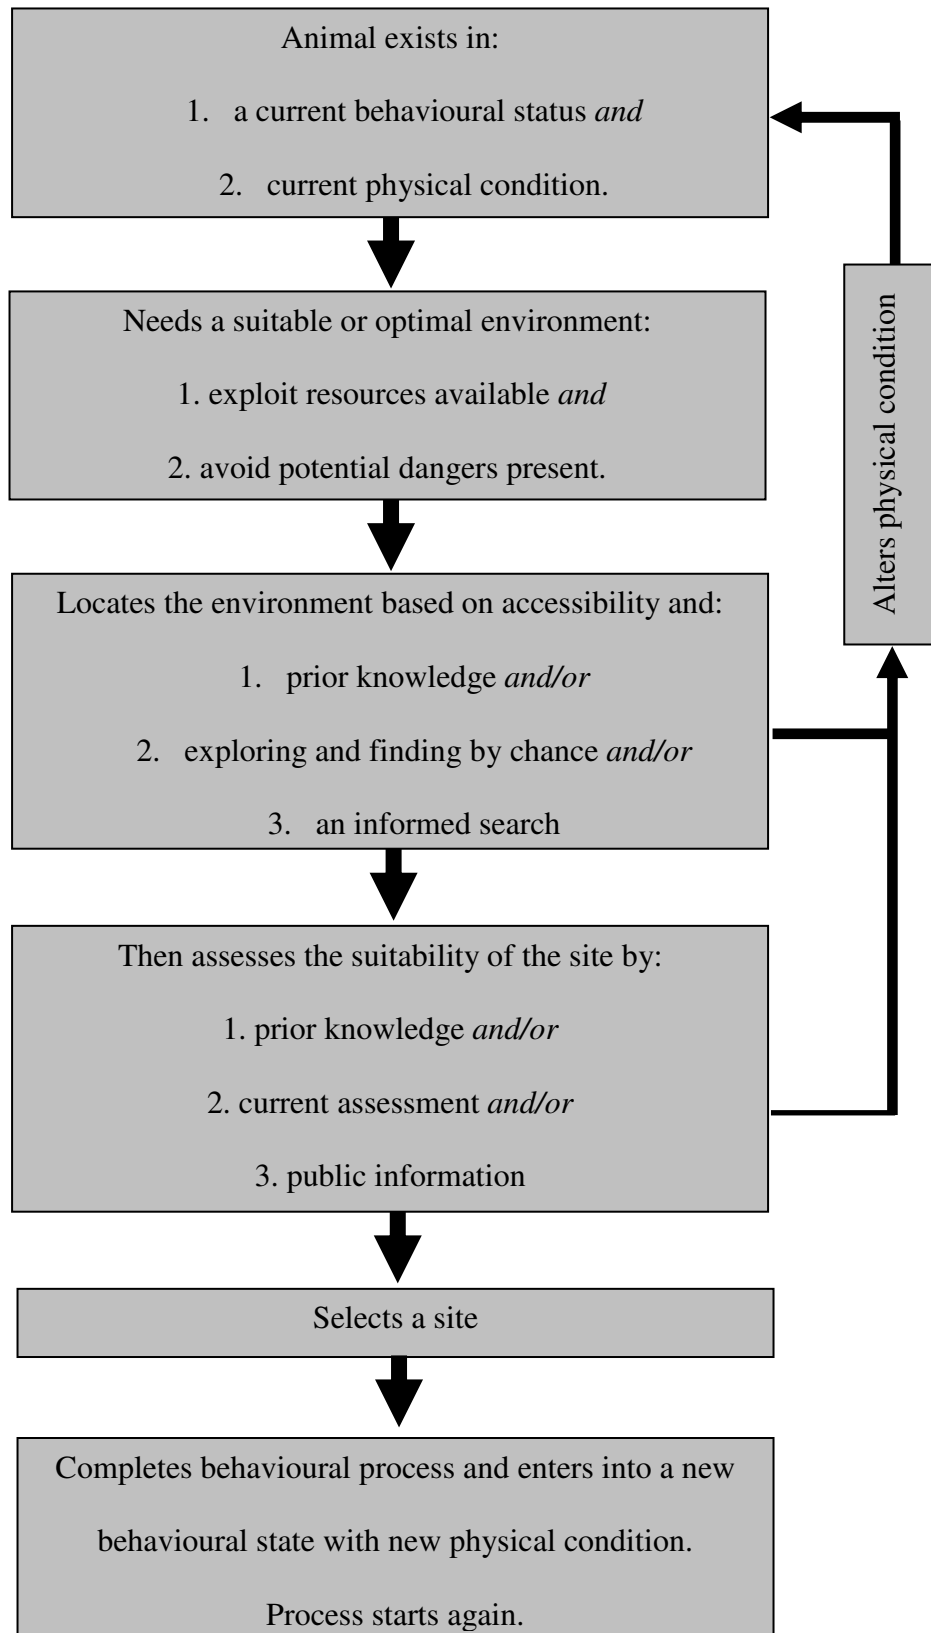 Animal exists in:
1. a current behavioural status and
2. current physical condition.
Needs a suitable or optimal environment:
1. exploit resources available and
2. avoid potential dangers present.
Alters physical condition
Locates the environment based on accessibility and:
1. prior knowledge and/or
2. exploring and finding by chance and/or
3. an informed search
Then assesses the suitability of the site by:
1. prior knowledge and/or
2. current assessment and/or
3. public information
Selects a site
Completes behavioural process and enters into a new
behavioural state with new physical condition.
Process starts again.